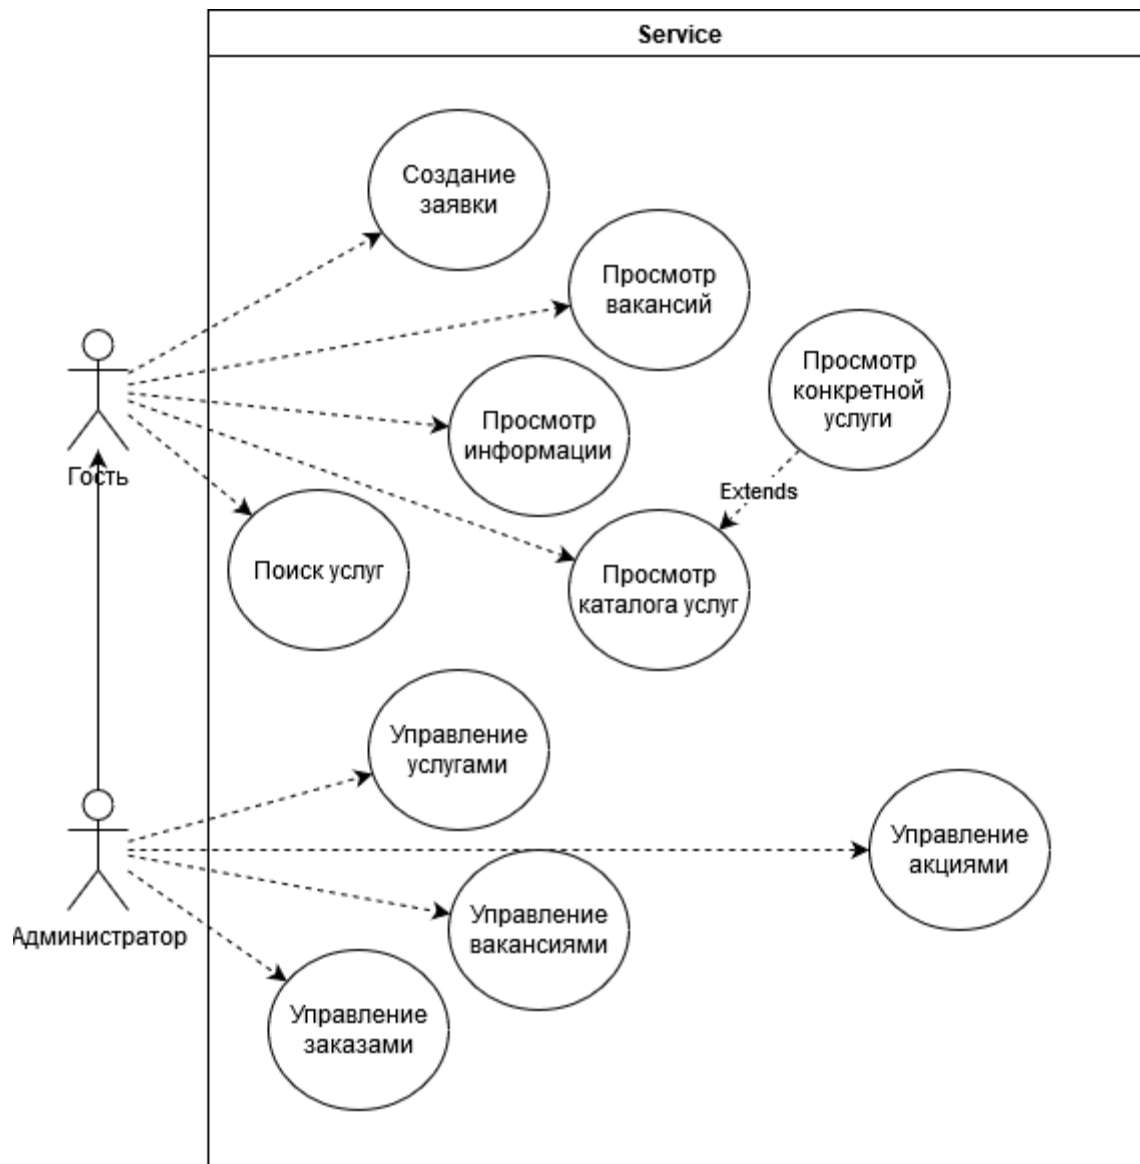 Service
Создание
заявки
Просмотр
вакансий
Просмотр
конкретной
услуги
Просмотр
информации
Гость
Extends
Поиск услуг
Просмотр
каталога услуг
Управление
услугами
Управление
акциями
Управление
вакансиями
Администратор
Управление
заказами